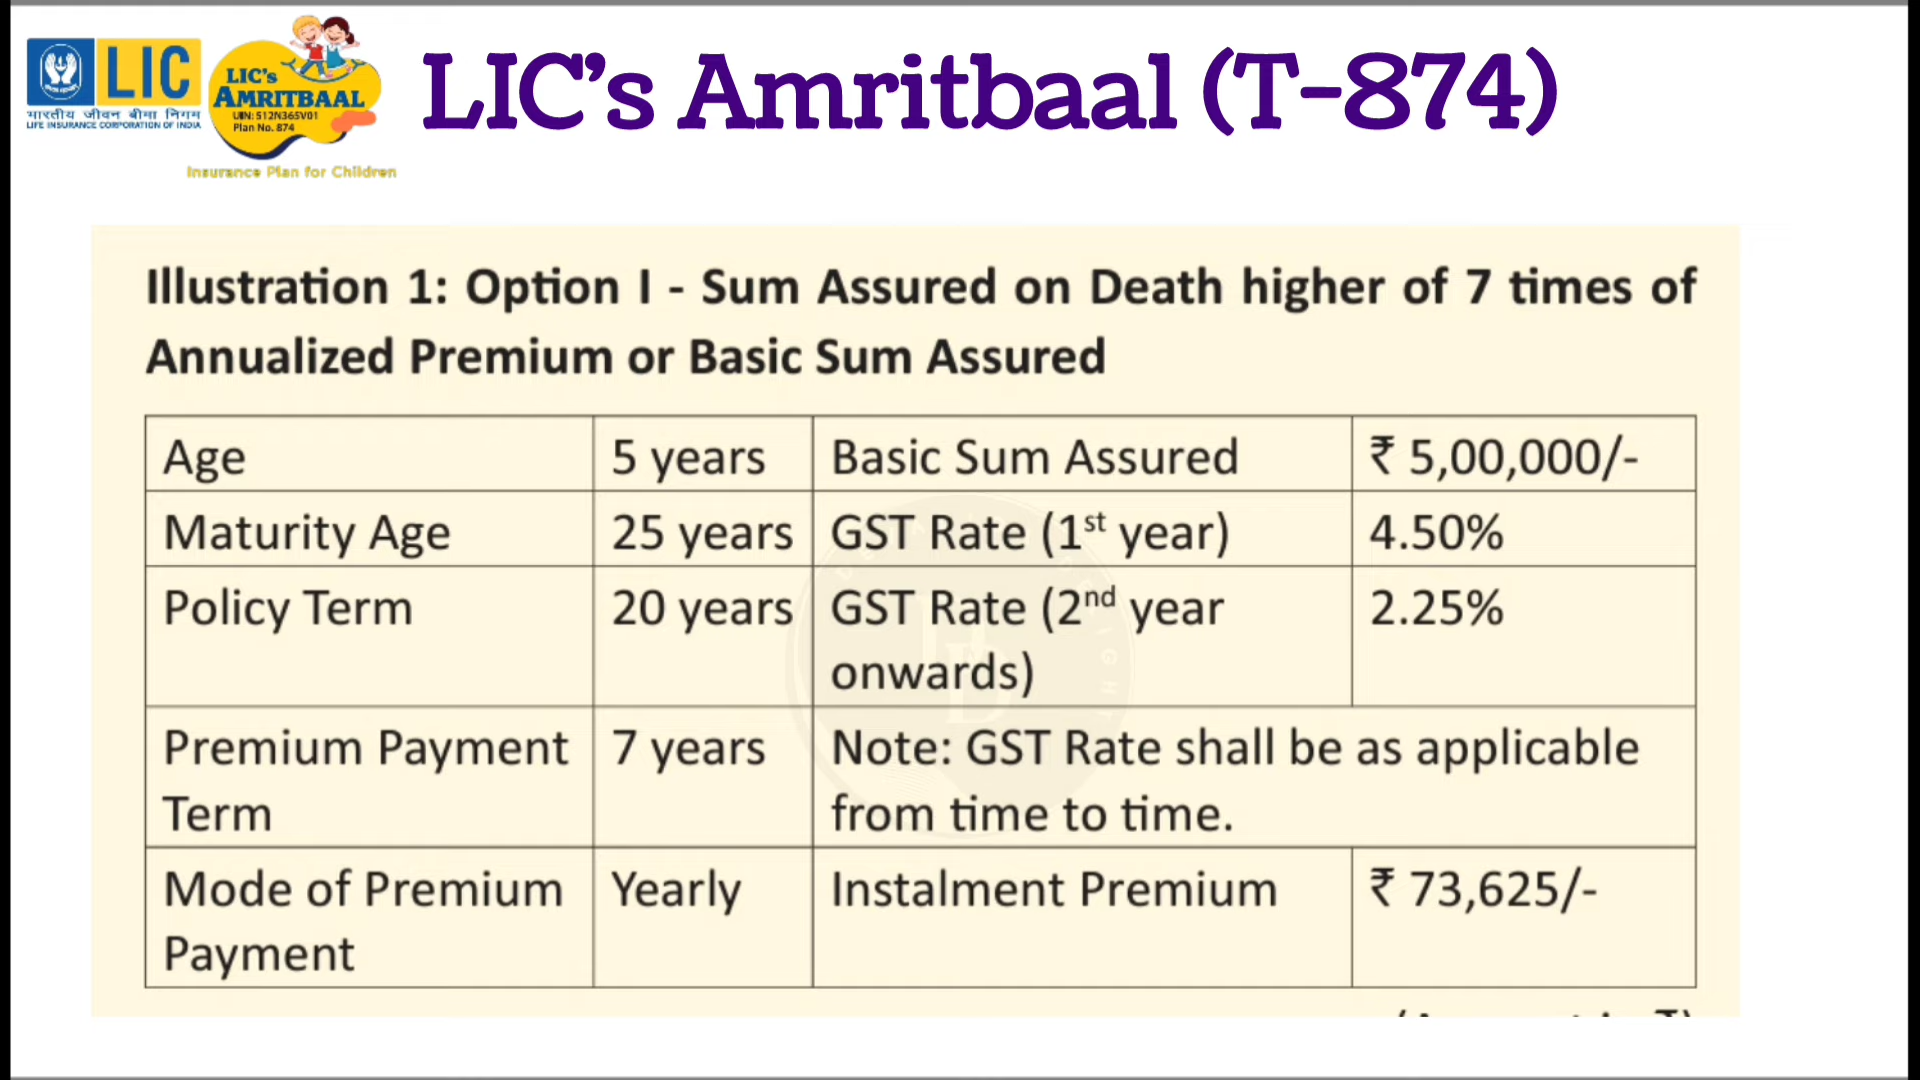 LIC
भारतीय जीवन बीमा निगम
LIFE INSURANCE CORPORATION OF INDIA
LIC's
AMRITBAAL
UIN: 512N365V01
Plan No. 874
Insurance Plan for Children
LIC's Amritbaal (T-874)
Illustration 1: Option I - Sum Assured on Death higher of 7 times of
Annualized Premium or Basic Sum Assured
Age 5 years Basic Sum Assured ₹ 5,00,000/-
Maturity Age 25 years GST Rate (1st year) 4.50%
Policy Term 20 years GST Rate (2nd year 2.25%
onwards)
Premium Payment 7 years Note: GST Rate shall be as applicable
Term from time to time.
Mode of Premium Yearly Instalment Premium ₹ 73,625/-
Payment